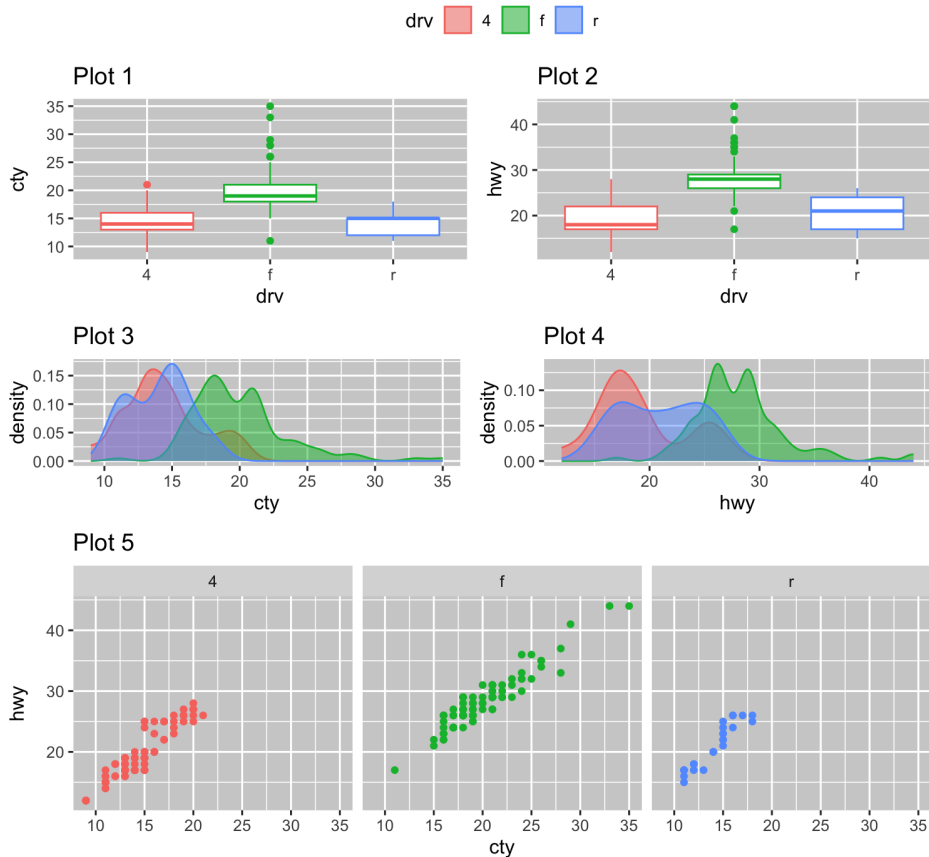 drv 4 f r
Plot 1
Plot 2
cty
35
30
25
20
15
10
4 f r
drv
hwy
40
30
20
4 f r
drv
Plot 3
Plot 4
density
0.15
0.10
0.05
0.00
10 15 20 25 30 35
cty
density
0.10
0.05
0.00
20 30 40
hwy
Plot 5
4 f r
hwy
40
30
20
10 15 20 25 30 35 10 15 20 25 30 35 10 15 20 25 30 35
cty